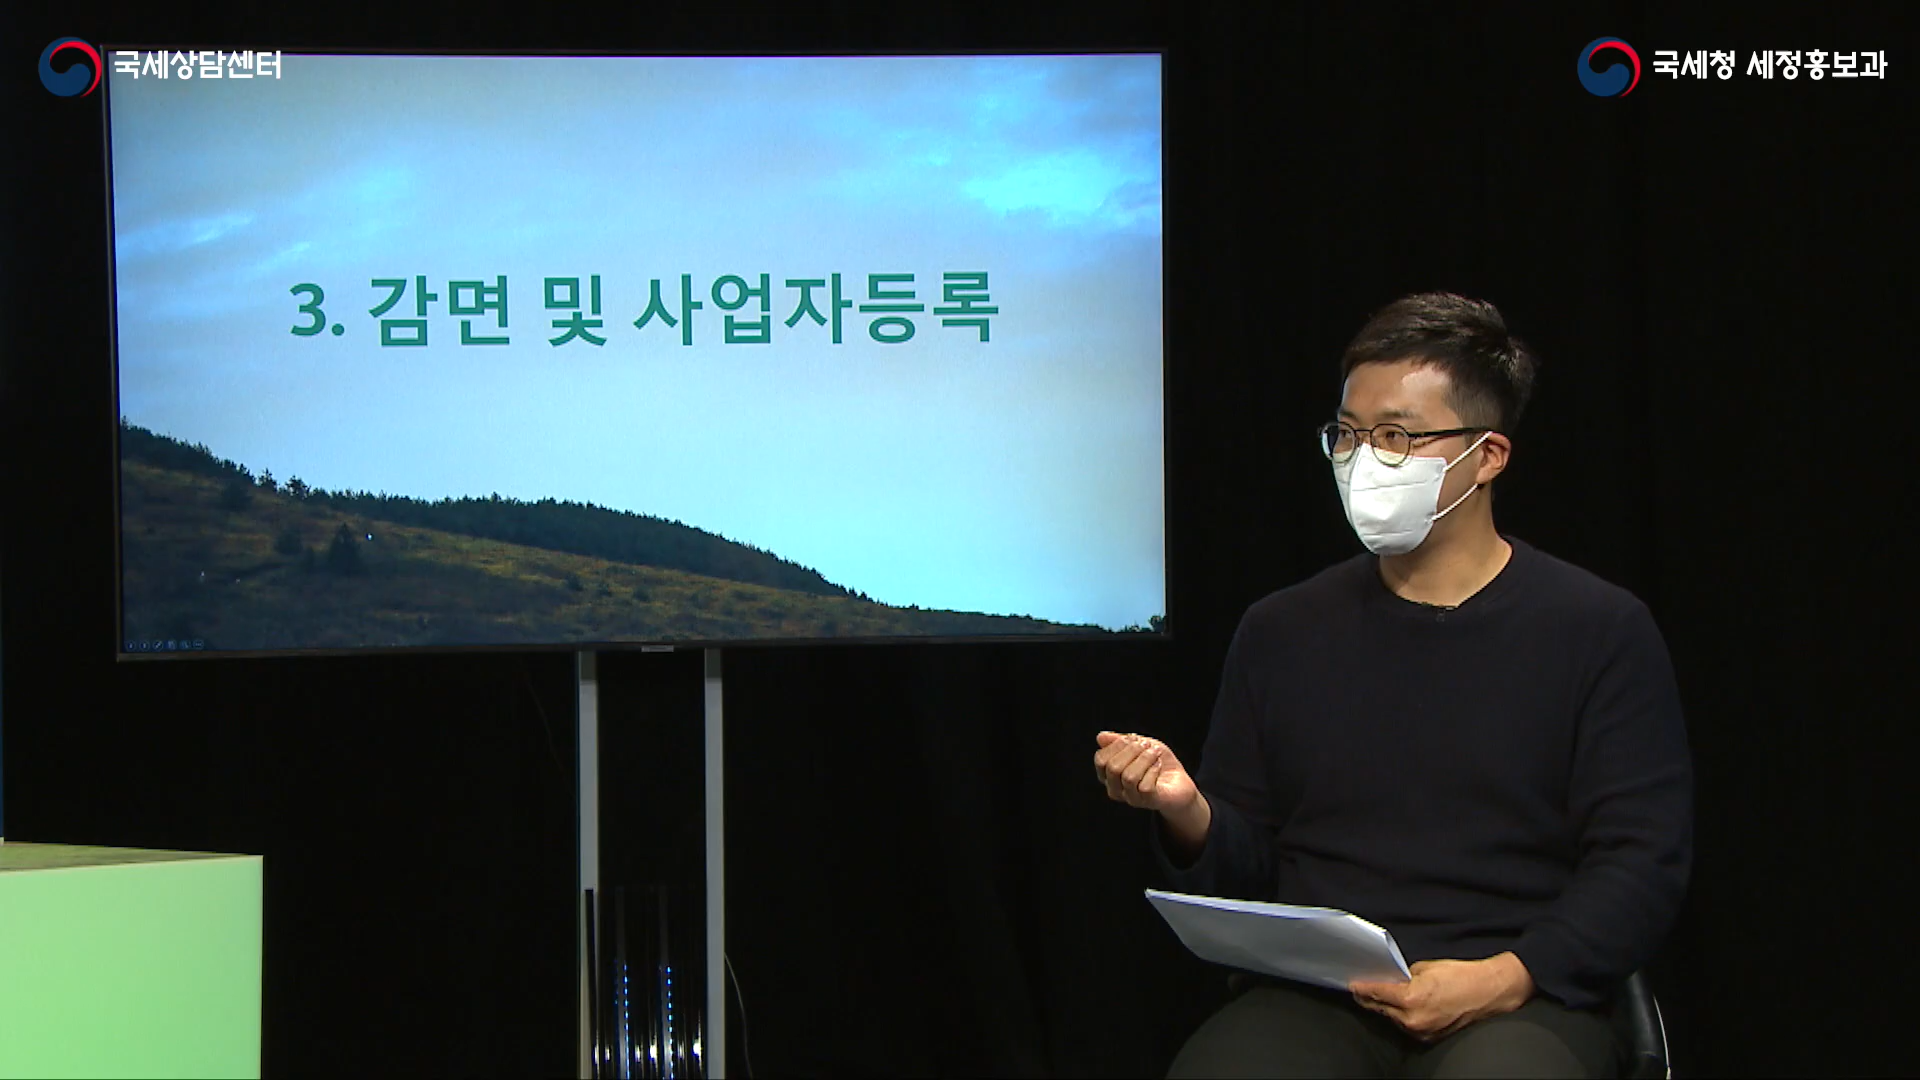 국세상담센터
국세청 세정홍보과
3. 감면 및 사업자등록